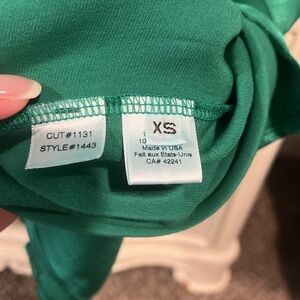 CUT#1131
STYLE#1443
XS
Made in USA
Fait aux Etats-Unis
CA# 42241